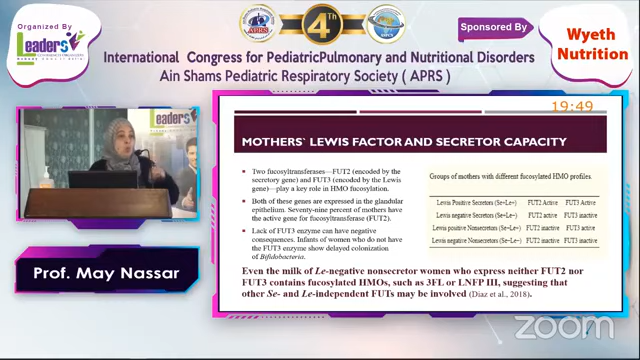 Organized By
Leaders
4
Th
APRS
Sponsored By
Wyeth
Nutrition
International Congress for PediatricPulmonary and Nutritional Disorders
Ain Shams Pediatric Respiratory Society ( APRS )
19:49
MOTHERS` LEWIS FACTOR AND SECRETOR CAPACITY
Two fucosyltransferases—FUT2 (encoded by the
secretory gene) and FUT3 (encoded by the Lewis
gene)—play a key role in HMO fucosylation.
Both of these genes are expressed in the glandular
epithelium. Seventy-nine percent of mothers have
the active gene for fucosyltransferase (FUT2).
Lack of FUT3 enzyme can have negative
consequences. Infants of women who do not have
the FUT3 enzyme show delayed colonization
of Bifidobacteria.
Groups of mothers with different fucosylated HMO profiles.
Lewis Positive Secretors (Se+Le+) FUT2 Active FUT3 Active
Lewis negative Secretors (Se+Le-) FUT2 active FUT3 inactive
Lewis positive Nonsecretors (Se-Le+) FUT2 inactive FUT3 active
Lewis negative Nonsecretors (Se-Le-) FUT2 inactive FUT3 inactive
Even the milk of Le-negative nonsecretor women who express neither FUT2 nor
FUT3 contains fucosylated HMOs, such as 3FL or LNFP III, suggesting that
other Se- and Le-independent FUTs may be involved (Diaz et al., 2018).
Leaders
Prof. May Nassar
zoom